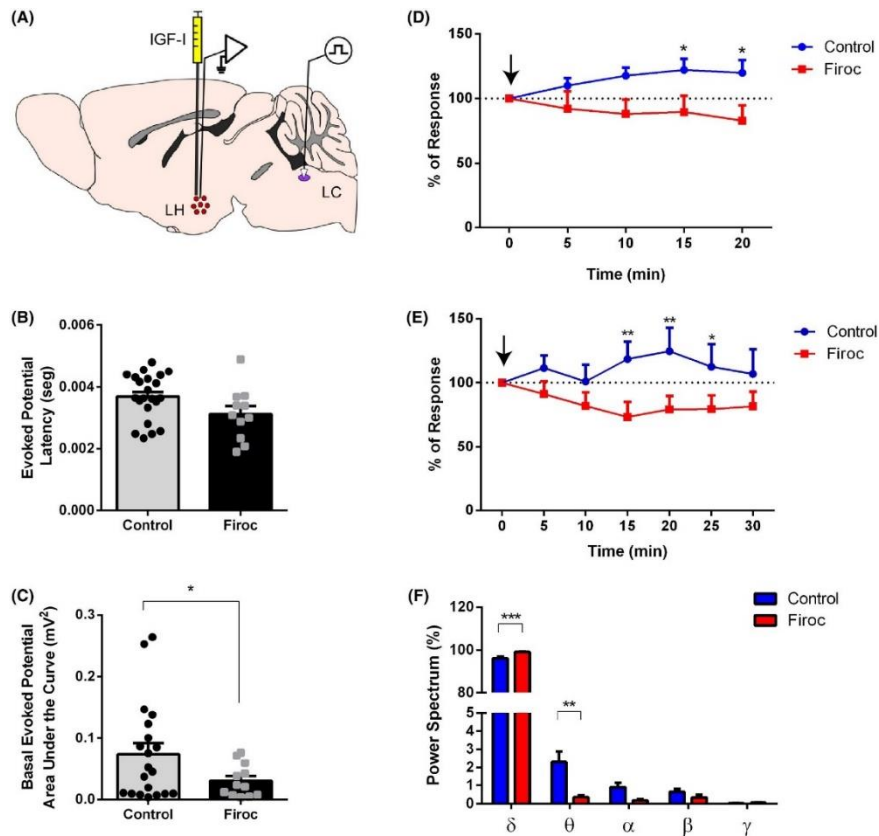 (A)
IGF-I
LH
LC
(B)
Evoked Potential
Latency (seg)
0.006
0.004
0.002
0.000
Control
Firoc
(C)
Basal Evoked Potential
Area Under the Curve (mV²)
0.3
0.2
0.1
0.0
*
Control
Firoc
(D)
% of Response
150
100
50
0
* *
Control
Firoc
0 5 10 15 20
Time (min)
(E)
% of Response
150
100
50
0
** ** *
Control
Firoc
0 5 10 15 20 25 30
Time (min)
(F)
Power Spectrum (%)
120
100
80
5
4
3
2
1
0
***
**
Control
Firoc
δ θ α β γ